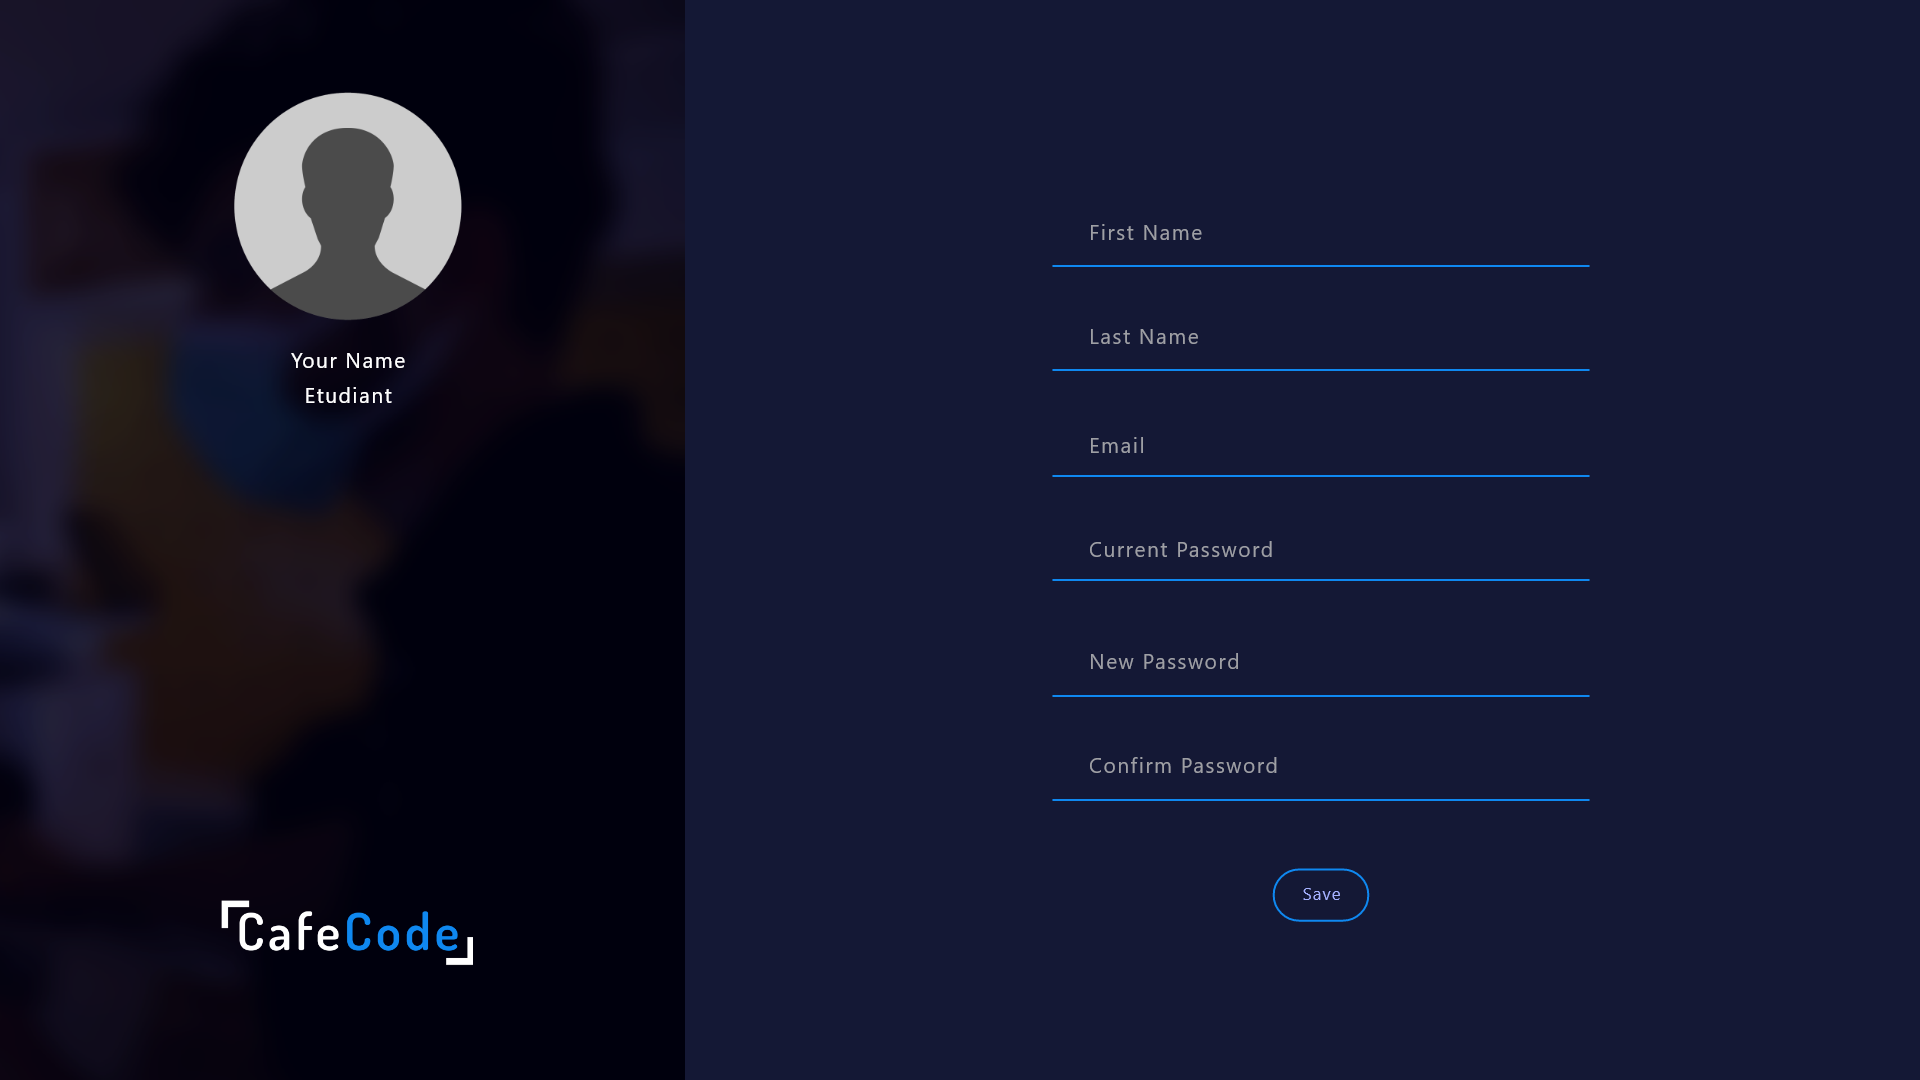 Your Name
Etudiant
CafeCode
First Name
Last Name
Email
Current Password
New Password
Confirm Password
Save